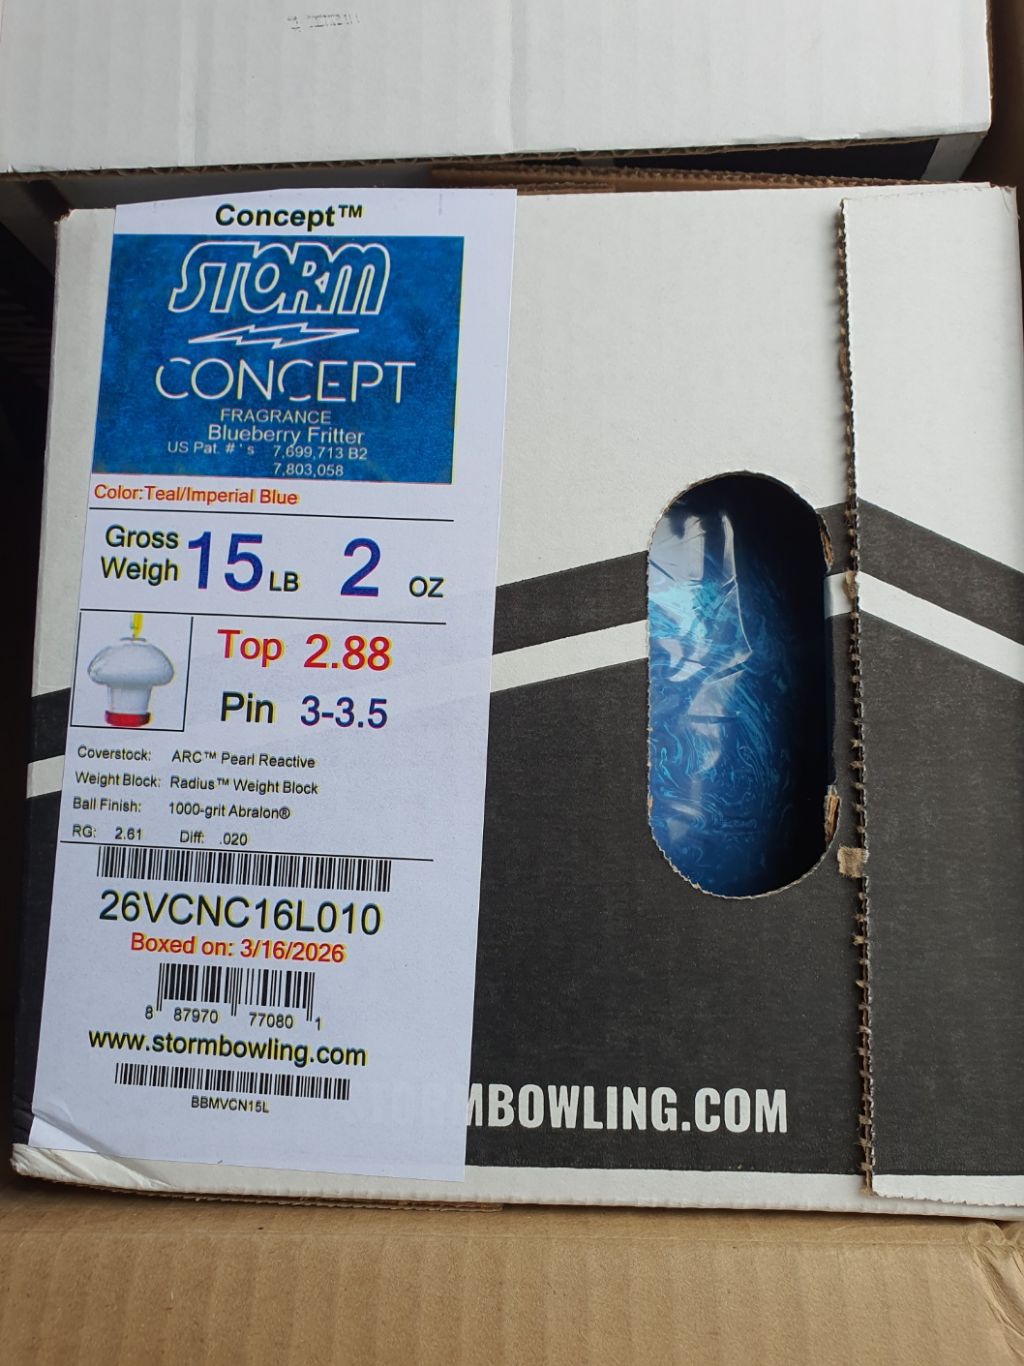 Concept™
STORM
CONCEPT
FRAGRANCE
Blueberry Fritter
US Pat. # ' s 7,699,713 B2
7,803,058
Color:Teal/Imperial Blue
Gross Weigh 15 LB 2 OZ
Top 2.88
Pin 3-3.5
Coverstock: ARC™ Pearl Reactive
Weight Block: Radius™ Weight Block
Ball Finish: 1000-grit Abralon®
RG: 2.61 Diff: .020
26VCNC16L010
Boxed on: 3/16/2026
8 87970 77080 1
www.stormbowling.com
BBMVCN15L
MBOWLING.COM